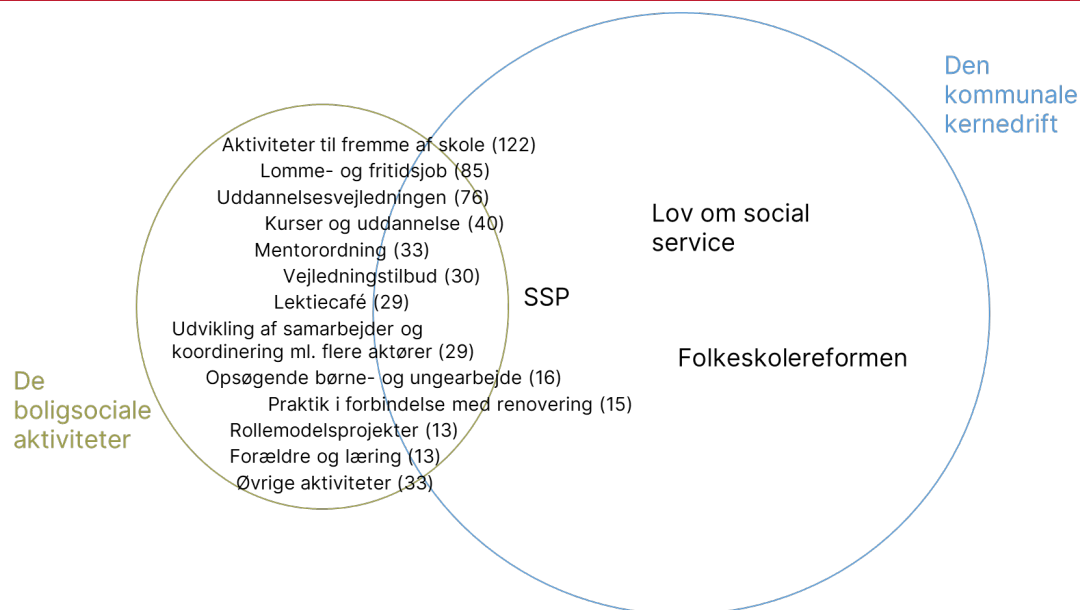 Den
kommunale
kernedrift
Aktiviteter til fremme af skole (122)
Lomme- og fritidsjob (85)
Uddannelsesvejledningen (76)
Kurser og uddannelse (40)
Mentorordning (33)
Vejledningstilbud (30)
Lektiecafé (29)
Udvikling af samarbejder og
koordinering ml. flere aktører (29)
Opsøgende børne- og ungearbejde (16)
Praktik i forbindelse med renovering (15)
Rollemodelsprojekter (13)
Forældre og læring (13)
Øvrige aktiviteter (33)
Lov om social
service
SSP
Folkeskolereformen
De
boligsociale
aktiviteter